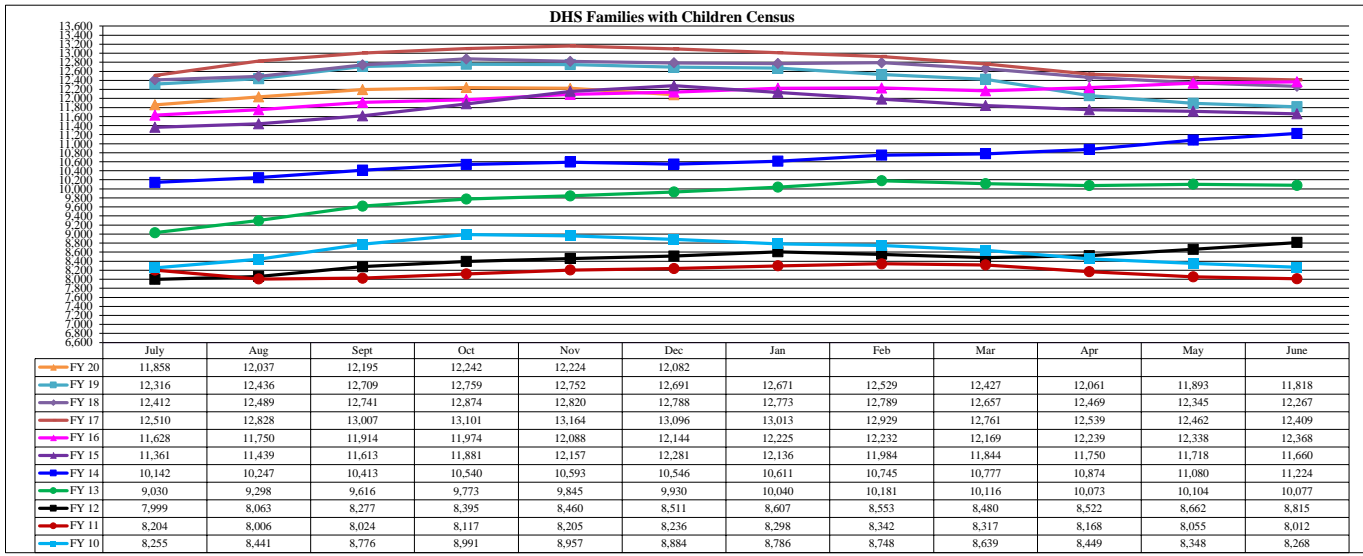 DHS Families with Children Census
13,600
13,400
13,200
13,000
12,800
12,600
12,400
12,200
12,000
11,800
11,600
11,400
11,200
11,000
10,800
10,600
10,400
10,200
10,000
9,800
9,600
9,400
9,200
9,000
8,800
8,600
8,400
8,200
8,000
7,800
7,600
7,400
7,200
7,000
6,800
6,600
July Aug Sept Oct Nov Dec Jan Feb Mar Apr May June
FY 20 11,858 12,037 12,195 12,242 12,224 12,082
FY 19 12,316 12,436 12,709 12,759 12,752 12,691 12,671 12,529 12,427 12,061 11,893 11,818
FY 18 12,412 12,489 12,741 12,874 12,820 12,788 12,773 12,789 12,657 12,469 12,345 12,267
FY 17 12,510 12,828 13,007 13,101 13,164 13,096 13,013 12,929 12,761 12,539 12,462 12,409
FY 16 11,628 11,750 11,914 11,974 12,088 12,144 12,225 12,232 12,169 12,239 12,338 12,368
FY 15 11,361 11,439 11,613 11,881 12,157 12,281 12,136 11,984 11,844 11,750 11,718 11,660
FY 14 10,142 10,247 10,413 10,540 10,593 10,546 10,611 10,745 10,777 10,874 11,080 11,224
FY 13 9,030 9,298 9,616 9,773 9,845 9,930 10,040 10,181 10,116 10,073 10,104 10,077
FY 12 7,999 8,063 8,277 8,395 8,460 8,511 8,607 8,553 8,480 8,522 8,662 8,815
FY 11 8,204 8,006 8,024 8,117 8,205 8,236 8,298 8,342 8,317 8,168 8,055 8,012
FY 10 8,255 8,441 8,776 8,991 8,957 8,884 8,786 8,748 8,639 8,449 8,348 8,268